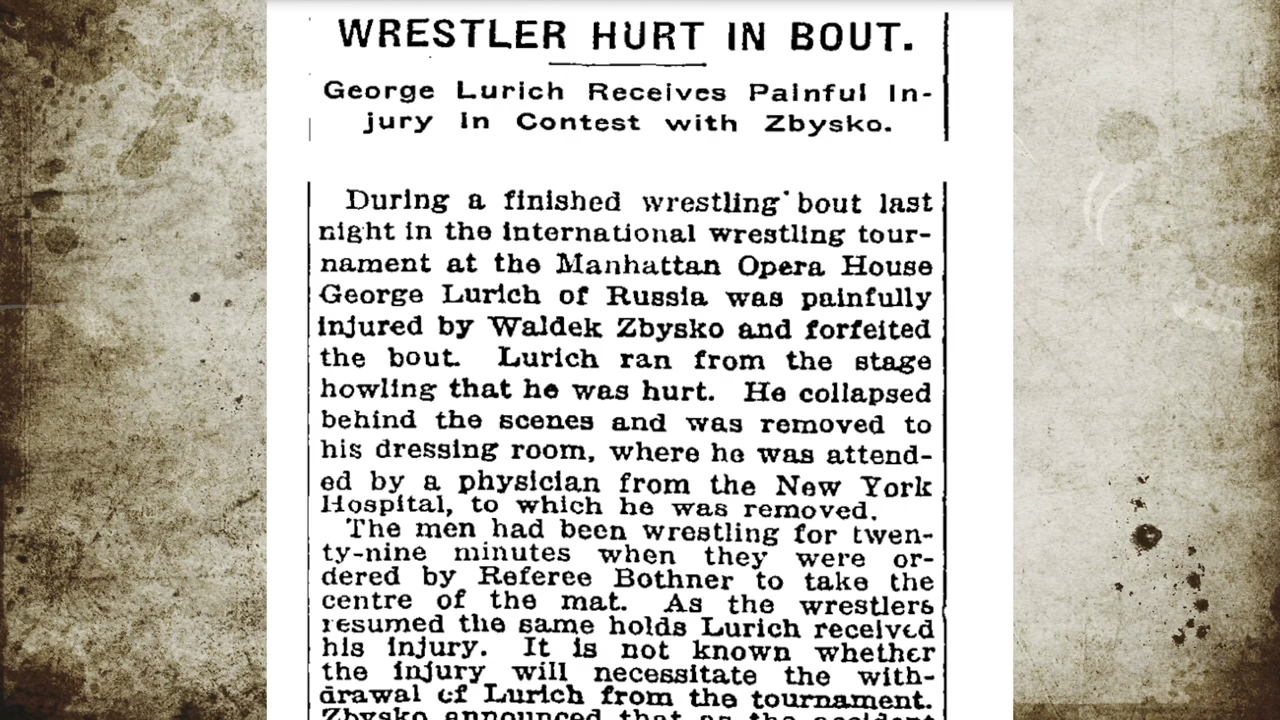 WRESTLER HURT IN BOUT.
George Lurich Receives Painful In-
jury in Contest with Zbysko.
During a finished wrestling bout last
night in the international wrestling tour-
nament at the Manhattan Opera House
George Lurich of Russia was painfully
injured by Waldek Zbysko and forfeited
the bout. Lurich ran from the stage
howling that he was hurt. He collapsed
behind the scenes and was removed to
his dressing room, where he was attend-
ed by a physician from the New York
Hospital, to which he was removed.
The men had been wrestling for twen-
ty-nine minutes when they were or-
dered by Referee Bothner to take the
centre of the mat. As the wrestlers
resumed the same holds Lurich received
his injury. It is not known whether
the injury will necessitate the with-
drawal of Lurich from the tournament.
Zbysko announced that as the accident